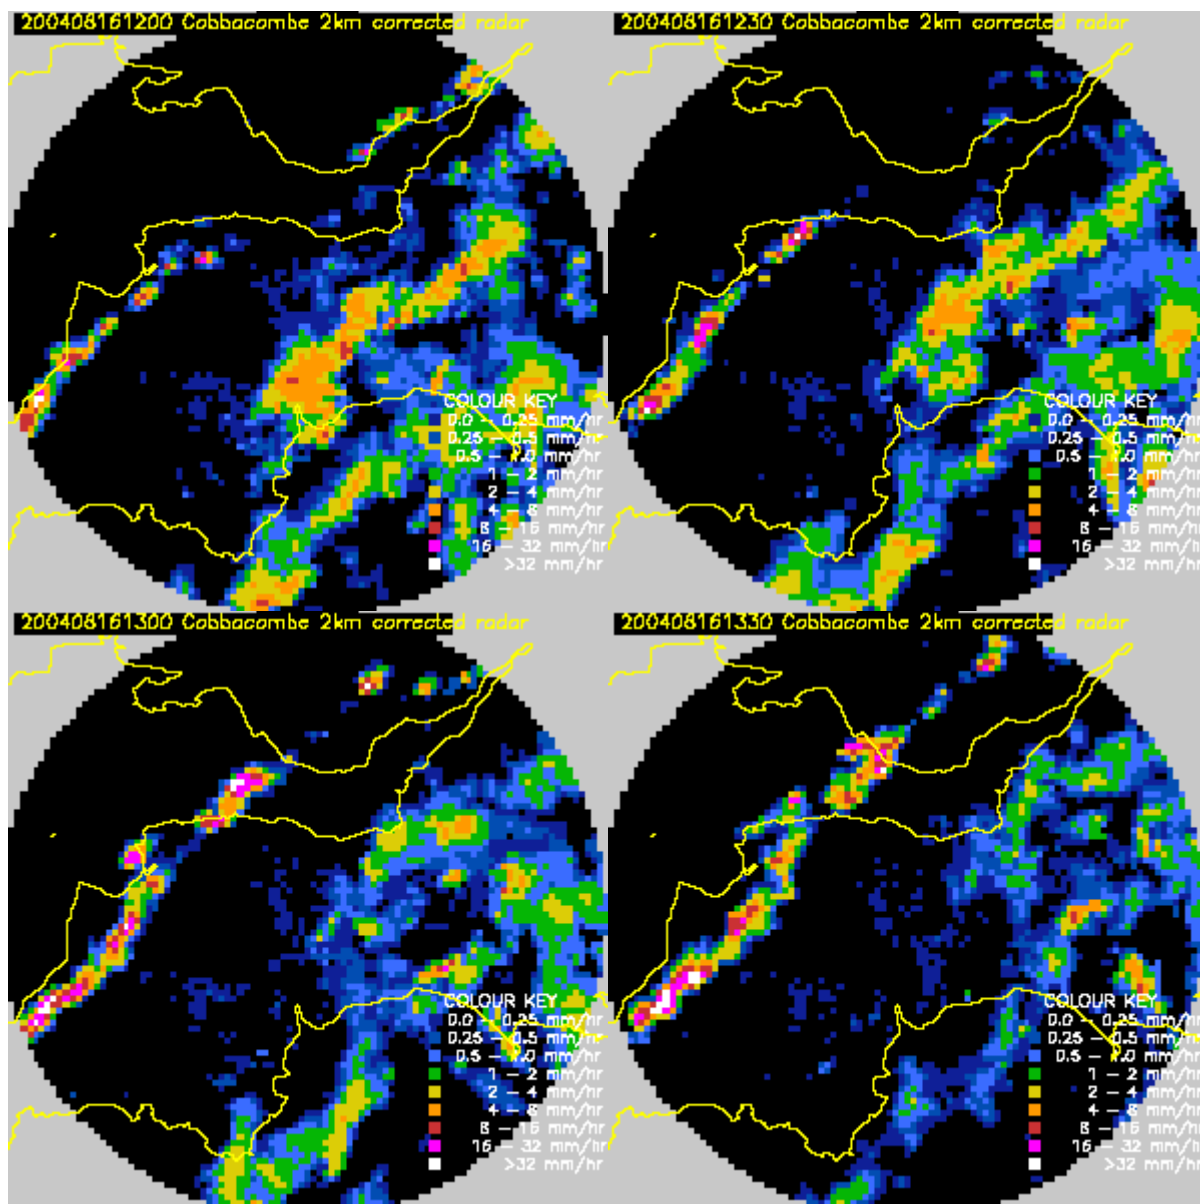 200408161200 Cobbacombe 2km corrected radar
COLOUR KEY
0.0 - 0.25 mm/hr
0.25 - 0.5 mm/hr
0.5 - 1.0 mm/hr
1 - 2 mm/hr
2 - 4 mm/hr
4 - 8 mm/hr
8 - 16 mm/hr
16 - 32 mm/hr
>32 mm/hr
200408161230 Cobbacombe 2km corrected radar
COLOUR KEY
0.0 - 0.25 mm/hr
0.25 - 0.5 mm/hr
0.5 - 1.0 mm/hr
1 - 2 mm/hr
2 - 4 mm/hr
4 - 8 mm/hr
8 - 16 mm/hr
16 - 32 mm/hr
>32 mm/hr
200408161300 Cobbacombe 2km corrected radar
COLOUR KEY
0.0 - 0.25 mm/hr
0.25 - 0.5 mm/hr
0.5 - 1.0 mm/hr
1 - 2 mm/hr
2 - 4 mm/hr
4 - 8 mm/hr
8 - 16 mm/hr
16 - 32 mm/hr
>32 mm/hr
200408161330 Cobbacombe 2km corrected radar
COLOUR KEY
0.0 - 0.25 mm/hr
0.25 - 0.5 mm/hr
0.5 - 1.0 mm/hr
1 - 2 mm/hr
2 - 4 mm/hr
4 - 8 mm/hr
8 - 16 mm/hr
16 - 32 mm/hr
>32 mm/hr